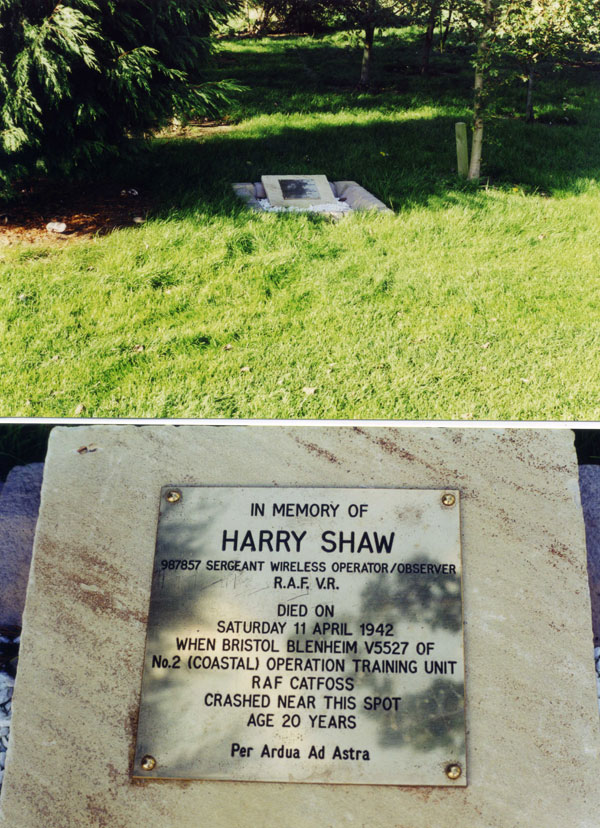 IN MEMORY OF
HARRY SHAW
987857 SERGEANT WIRELESS OPERATOR/OBSERVER
R.A.F. V.R.
DIED ON
SATURDAY 11 APRIL 1942
WHEN BRISTOL BLENHEIM V5527 OF
No.2 (COASTAL) OPERATION TRAINING UNIT
RAF CATFOSS
CRASHED NEAR THIS SPOT
AGE 20 YEARS
Per Ardua Ad Astra